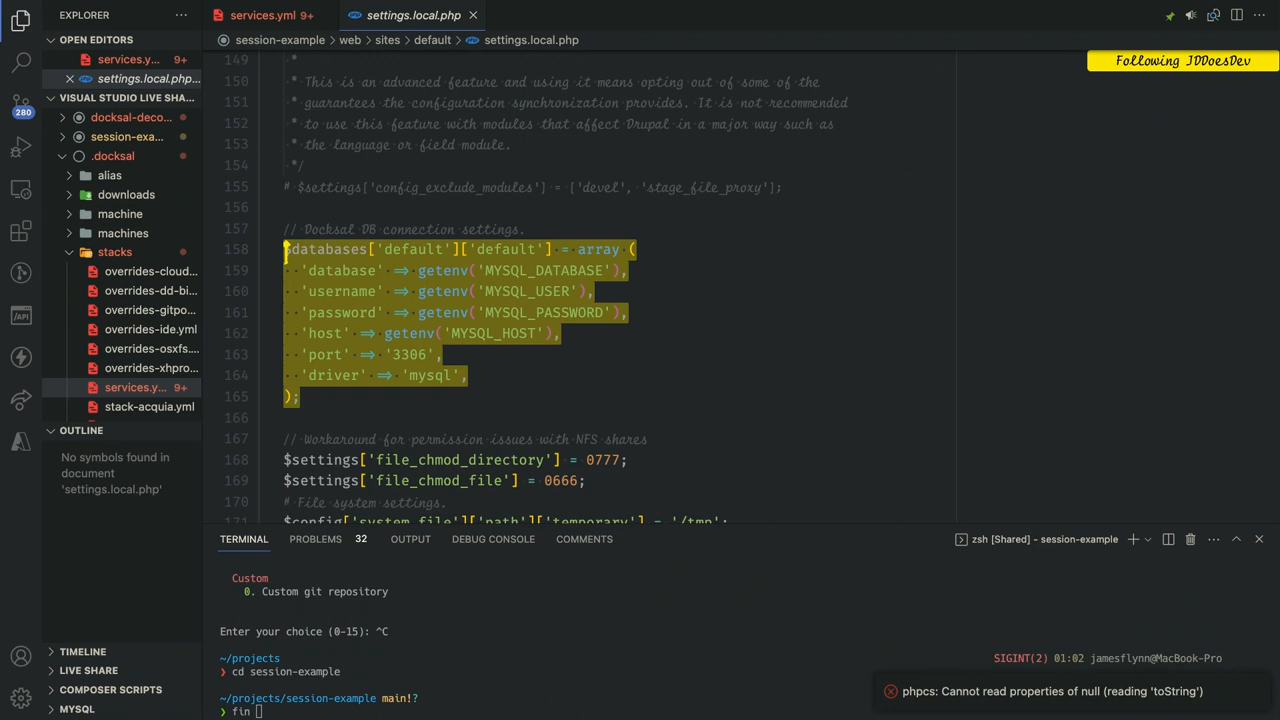 EXPLORER
···
services.yml 9+
settings.local.php
session-example > web > sites > default > settings.local.php
OPEN EDITORS
services.y... 9+
settings.local.php...
VISUAL STUDIO LIVE SHA...
280
docksal-deco...
session-exa...
.docksal
alias
downloads
machine
machines
stacks
overrides-cloud...
overrides-dd-bi...
overrides-gitpo...
overrides-ide.yml
overrides-osxfs....
overrides-xhpro...
services.y... 9+
stack-acquia.yml
OUTLINE
No symbols found in
document
'settings.local.php'
TIMELINE
LIVE SHARE
COMPOSER SCRIPTS
MYSQL
Following JDDoesDev
149 *
150 * This is an advanced feature and using it means opting out of some of the
151 * guarantees the configuration synchronization provides. It is not recommended
152 * to use this feature with modules that affect Drupal in a major way such as
153 * the language or field module.
154 */
155 # $settings['config_exclude_modules'] = ['devel', 'stage_file_proxy'];
156
157 // Docksal DB connection settings.
158 $databases['default']['default'] = array (
159 'database' => getenv('MYSQL_DATABASE'),
160 'username' => getenv('MYSQL_USER'),
161 'password' => getenv('MYSQL_PASSWORD'),
162 'host' => getenv('MYSQL_HOST'),
163 'port' => '3306',
164 'driver' => 'mysql',
165 );
166
167 // Workaround for permission issues with NFS shares
168 $settings['file_chmod_directory'] = 0777;
169 $settings['file_chmod_file'] = 0666;
170 # File system settings.
171 $config['system.file']['path']['temporary'] = '/tmp';
TERMINAL PROBLEMS 32 OUTPUT DEBUG CONSOLE COMMENTS
zsh [Shared] - session-example
Custom
0. Custom git repository
Enter your choice (0-15): ^C
~/projects SIGINT(2) 01:02 jamesflynn@MacBook-Pro
❯ cd session-example
~/projects/session-example main!?
❯ fin
phpcs: Cannot read properties of null (reading 'toString')